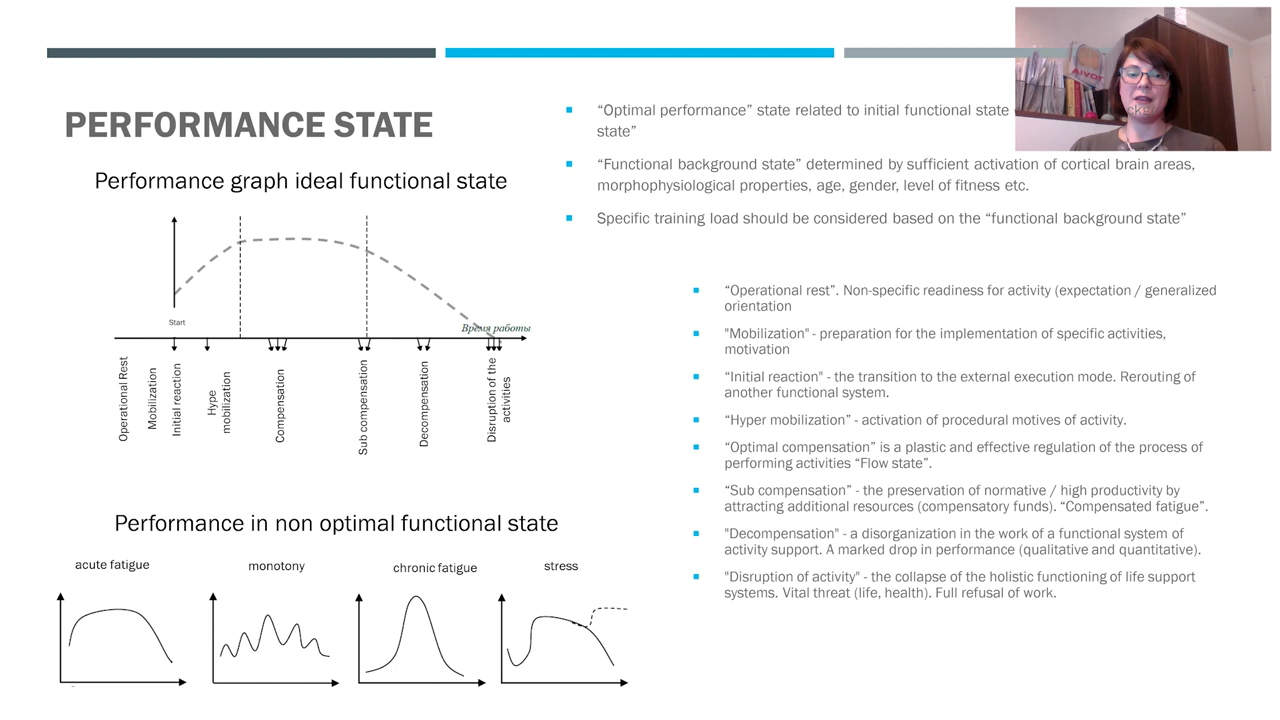 PERFORMANCE STATE
Performance graph ideal functional state
Start
Время работы
Operational Rest
Mobilization
Initial reaction
Hype
mobilization
Compensation
Sub compensation
Decompensation
Disruption of the
activities
Performance in non optimal functional state
acute fatigue
monotony
chronic fatigue
stress
“Optimal performance” state related to initial functional state
state”
“Functional background state” determined by sufficient activation of cortical brain areas,
morphophysiological properties, age, gender, level of fitness etc.
Specific training load should be considered based on the “functional background state”
“Operational rest”. Non-specific readiness for activity (expectation / generalized
orientation
"Mobilization" - preparation for the implementation of specific activities,
motivation
“Initial reaction" - the transition to the external execution mode. Rerouting of
another functional system.
“Hyper mobilization” - activation of procedural motives of activity.
“Optimal compensation” is a plastic and effective regulation of the process of
performing activities “Flow state”.
“Sub compensation” - the preservation of normative / high productivity by
attracting additional resources (compensatory funds). “Compensated fatigue”.
"Decompensation" - a disorganization in the work of a functional system of
activity support. A marked drop in performance (qualitative and quantitative).
"Disruption of activity" - the collapse of the holistic functioning of life support
systems. Vital threat (life, health). Full refusal of work.
AIVOT